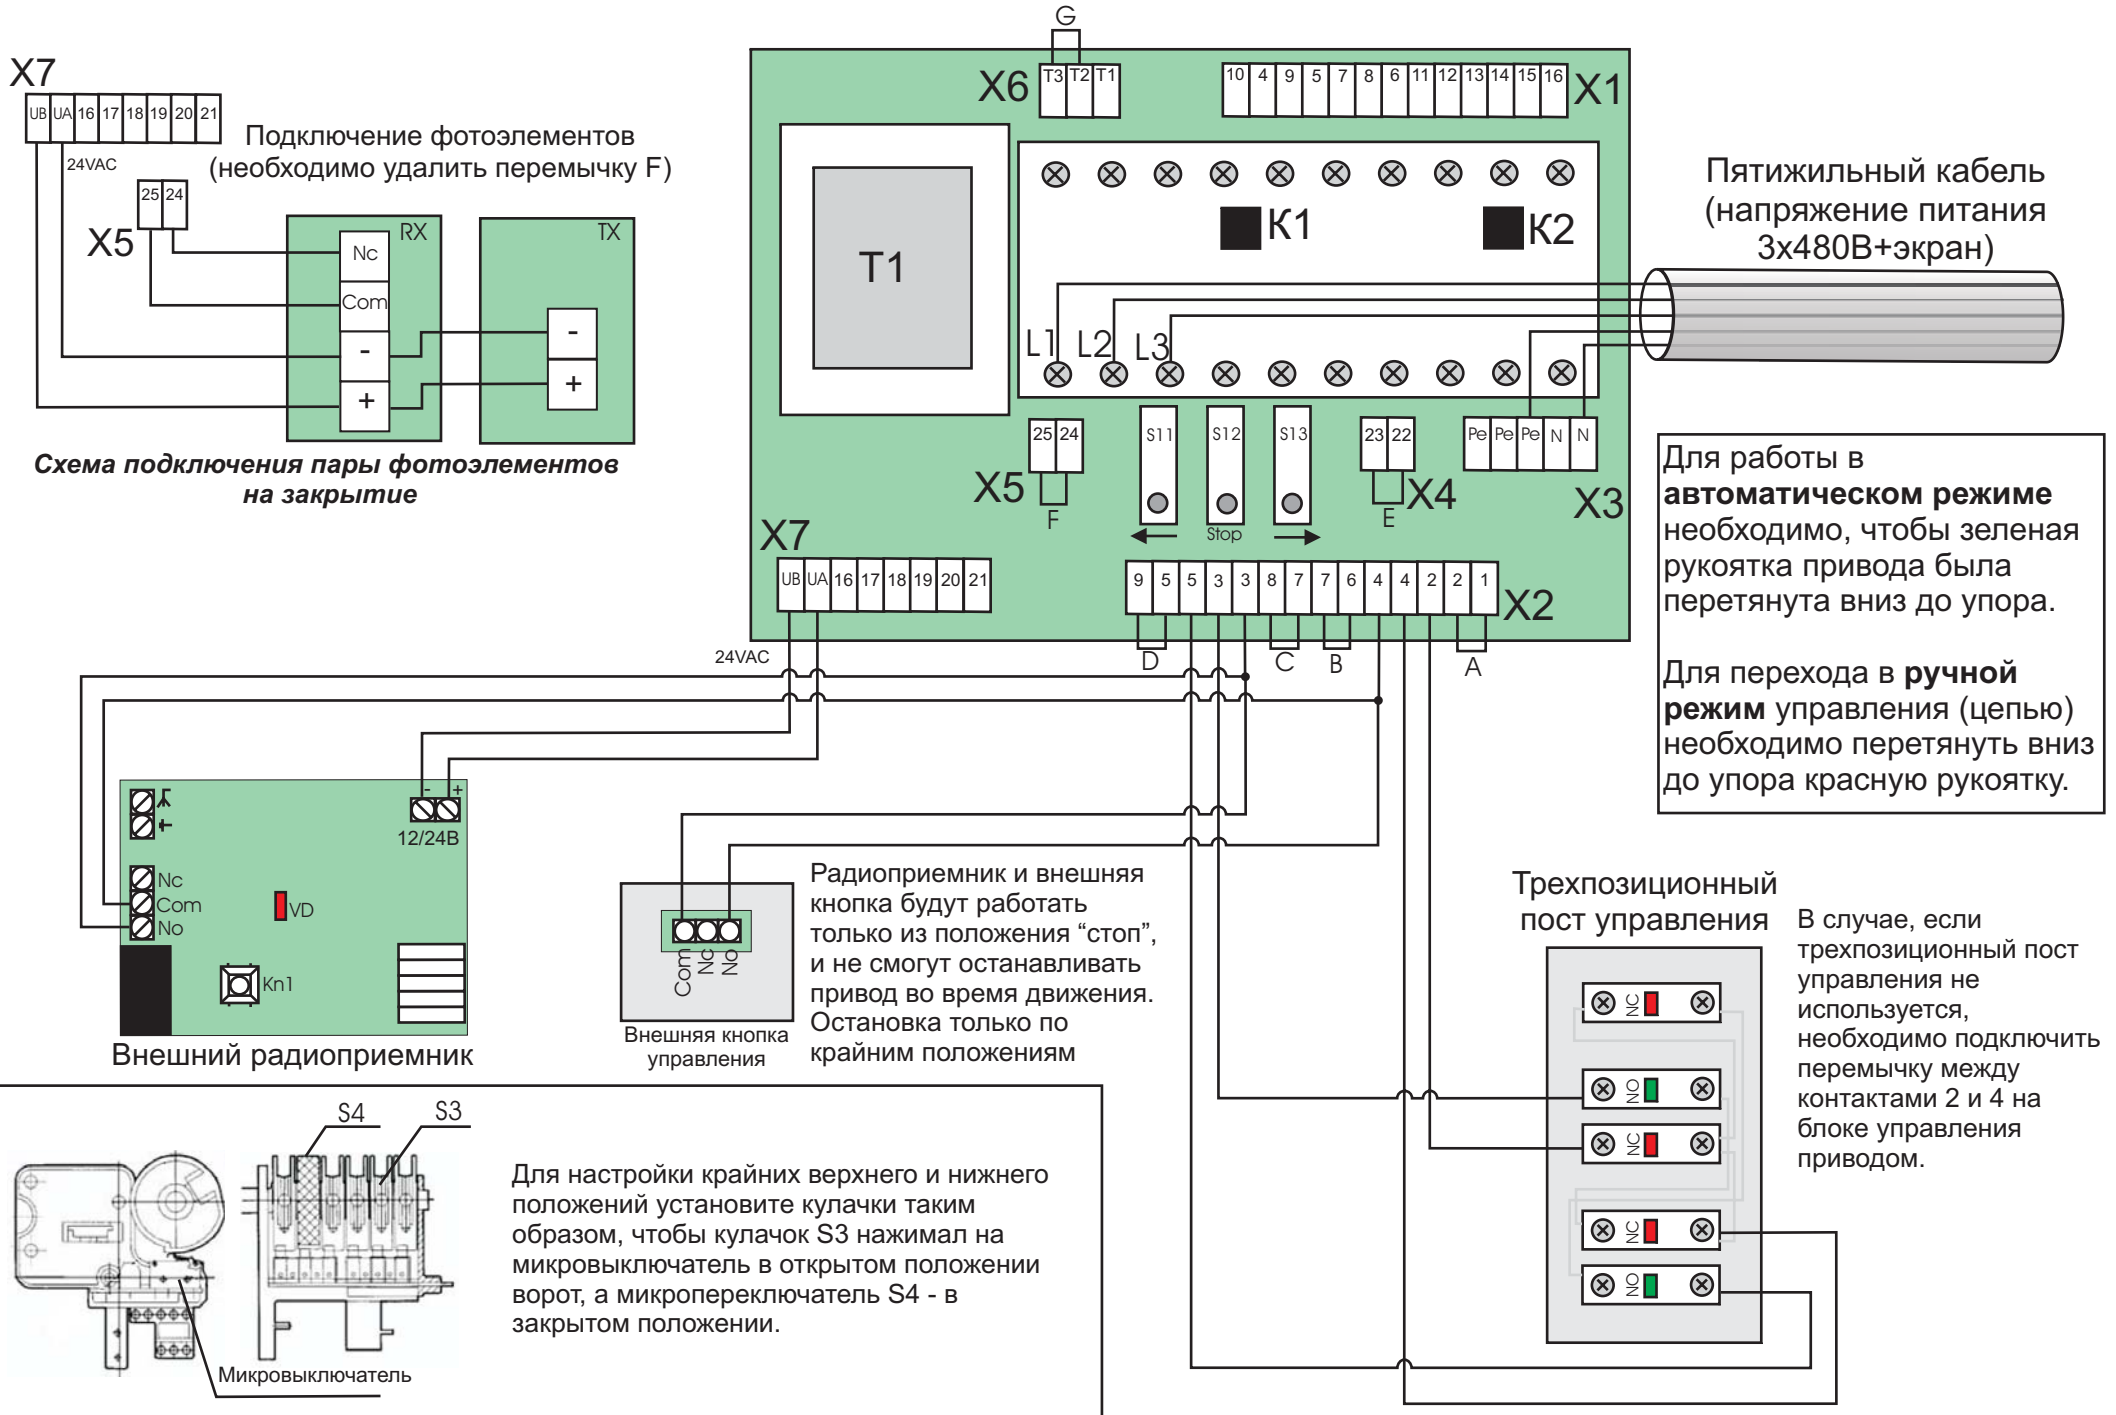 X7
UB UA 16 17 18 19 20 21
24VAC
Подключение фотоэлементов
(необходимо удалить перемычку F)
25 24
X5
RX
TX
Nc
Com
-
+
-
+
Схема подключения пары фотоэлементов
на закрытие
G
X6
T3 T2 T1
10 4 9 5 7 8 6 11 12 13 14 15 16
X1
T1
K1
K2
L1
L2
L3
Пятижильный кабель
(напряжение питания
3х480В+экран)
25 24
X5
F
S11
S12
S13
Stop
23 22
X4
E
Pe Pe Pe N N
X3
X7
UB UA 16 17 18 19 20 21
9 5 5 3 3 8 7 7 6 4 4 2 2 1
X2
D
C
B
A
24VAC
Для работы в
автоматическом режиме
необходимо, чтобы зеленая
рукоятка привода была
перетянута вниз до упора.
Для перехода в ручной
режим управления (цепью)
необходимо перетянуть вниз
до упора красную рукоятку.
- +
12/24В
Nc
Com
No
VD
Kn1
Внешний радиоприемник
Com
Nc
No
Внешняя кнопка
управления
Радиоприемник и внешняя
кнопка будут работать
только из положения “стоп”,
и не смогут останавливать
привод во время движения.
Остановка только по
крайним положениям
Трехпозиционный
пост управления
NC
NO
NC
NC
NO
В случае, если
трехпозиционный пост
управления не
используется,
необходимо подключить
перемычку между
контактами 2 и 4 на
блоке управления
приводом.
S4
S3
Микровыключатель
Для настройки крайних верхнего и нижнего
положений установите кулачки таким
образом, чтобы кулачок S3 нажимал на
микровыключатель в открытом положении
ворот, а микропереключатель S4 - в
закрытом положении.